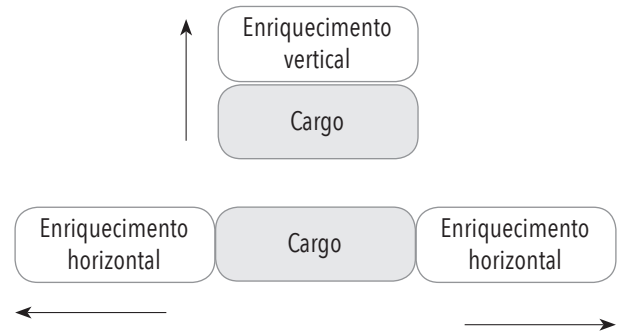 Enriquecimento
vertical
Cargo
Enriquecimento
horizontal
Cargo
Enriquecimento
horizontal